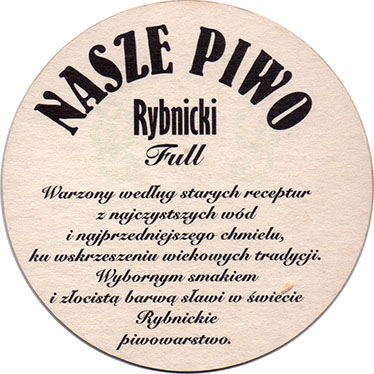 NASZE PIWO
Rybnicki
Full
Warzony według starych receptur
z najczystszych wód
i najprzedniejszego chmielu,
ku wskrzeszeniu wiekowych tradycji.
Wybornym smakiem
i złocistą barwą sławi w świecie
Rybnickie
piwowarstwo.